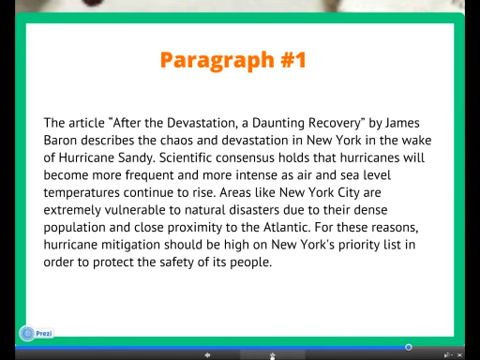 Paragraph #1
The article “After the Devastation, a Daunting Recovery” by James
Baron describes the chaos and devastation in New York in the wake
of Hurricane Sandy. Scientific consensus holds that hurricanes will
become more frequent and more intense as air and sea level
temperatures continue to rise. Areas like New York City are
extremely vulnerable to natural disasters due to their dense
population and close proximity to the Atlantic. For these reasons,
hurricane mitigation should be high on New York's priority list in
order to protect the safety of its people.
Prezi